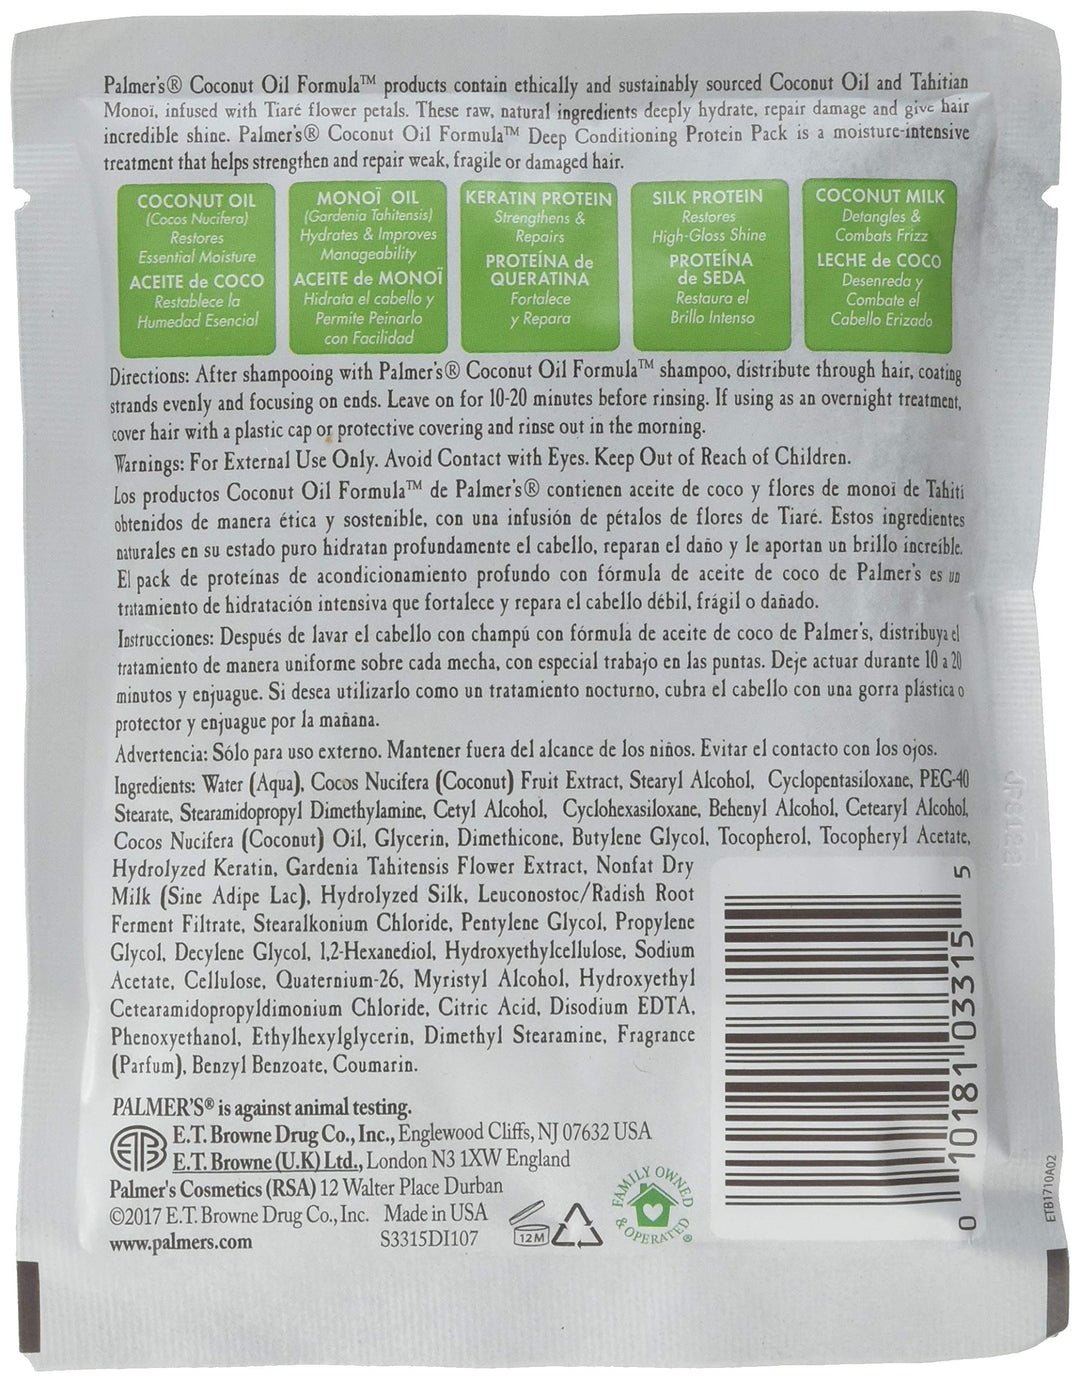 Palmer's® Coconut Oil Formula™ products contain ethically and sustainably sourced Coconut Oil and Tahitian
Monoï, infused with Tiaré flower petals. These raw, natural ingredients deeply hydrate, repair damage and give hair
incredible shine. Palmer's® Coconut Oil Formula™ Deep Conditioning Protein Pack is a moisture-intensive
treatment that helps strengthen and repair weak, fragile or damaged hair.
COCONUT OIL
(Cocos Nucifera)
Restores
Essential Moisture
ACEITE de COCO
Restablece la
Humedad Esencial
MONOÏ OIL
(Gardenia Tahitensis)
Hydrates & Improves
Manageability
ACEITE de MONOÏ
Hidrata el cabello y
Permite Peinarlo
con Facilidad
KERATIN PROTEIN
Strengthens &
Repairs
PROTEÍNA de
QUERATINA
Fortalece
y Repara
SILK PROTEIN
Restores
High-Gloss Shine
PROTEÍNA
de SEDA
Restaura el
Brillo Intenso
COCONUT MILK
Detangles &
Combats Frizz
LECHE de COCO
Desenreda y
Combate el
Cabello Erizado
Directions: After shampooing with Palmer's® Coconut Oil Formula™ shampoo, distribute through hair, coating
strands evenly and focusing on ends. Leave on for 10-20 minutes before rinsing. If using as an overnight treatment,
cover hair with a plastic cap or protective covering and rinse out in the morning.
Warnings: For External Use Only. Avoid Contact with Eyes. Keep Out of Reach of Children.
Los productos Coconut Oil Formula™ de Palmer's® contienen aceite de coco y flores de monoï de Tahití
obtenidos de manera ética y sostenible, con una infusión de pétalos de flores de Tiaré. Estos ingredientes
naturales en su estado puro hidratan profundamente el cabello, reparan el daño y le aportan un brillo increíble.
El pack de proteínas de acondicionamiento profundo con fórmula de aceite de coco de Palmer's es un
tratamiento de hidratación intensiva que fortalece y repara el cabello débil, frágil o dañado.
Instrucciones: Después de lavar el cabello con champú con fórmula de aceite de coco de Palmer's, distribuya el
tratamiento de manera uniforme sobre cada mecha, con especial trabajo en las puntas. Deje actuar durante 10 a 20
minutos y enjuague. Si desea utilizarlo como un tratamiento nocturno, cubra el cabello con una gorra plástica o
protector y enjuague por la mañana.
Advertencia: Sólo para uso externo. Mantener fuera del alcance de los niños. Evitar el contacto con los ojos.
Ingredients: Water (Aqua), Cocos Nucifera (Coconut) Fruit Extract, Stearyl Alcohol, Cyclopentasiloxane, PEG-40
Stearate, Stearamidopropyl Dimethylamine, Cetyl Alcohol, Cyclohexasiloxane, Behenyl Alcohol, Cetearyl Alcohol,
Cocos Nucifera (Coconut) Oil, Glycerin, Dimethicone, Butylene Glycol, Tocopherol, Tocopheryl Acetate,
Hydrolyzed Keratin, Gardenia Tahitensis Flower Extract, Nonfat Dry
Milk (Sine Adipe Lac), Hydrolyzed Silk, Leuconostoc/Radish Root
Ferment Filtrate, Stearalkonium Chloride, Pentylene Glycol, Propylene
Glycol, Decylene Glycol, 1,2-Hexanediol, Hydroxyethylcellulose, Sodium
Acetate, Cellulose, Quaternium-26, Myristyl Alcohol, Hydroxyethyl
Cetearamidopropyldimonium Chloride, Citric Acid, Disodium EDTA,
Phenoxyethanol, Ethylhexylglycerin, Dimethyl Stearamine, Fragrance
(Parfum), Benzyl Benzoate, Coumarin.
PALMER'S® is against animal testing.
ETB
E.T. Browne Drug Co., Inc., Englewood Cliffs, NJ 07632 USA
E.T. Browne (U.K) Ltd., London N3 1XW England
Palmer's Cosmetics (RSA) 12 Walter Place Durban
©2017 E.T. Browne Drug Co., Inc. Made in USA
www.palmers.com S3315DI107
12M
FAMILY OWNED
& OPERATED®
0 10181 03315 5
ETB1710A02